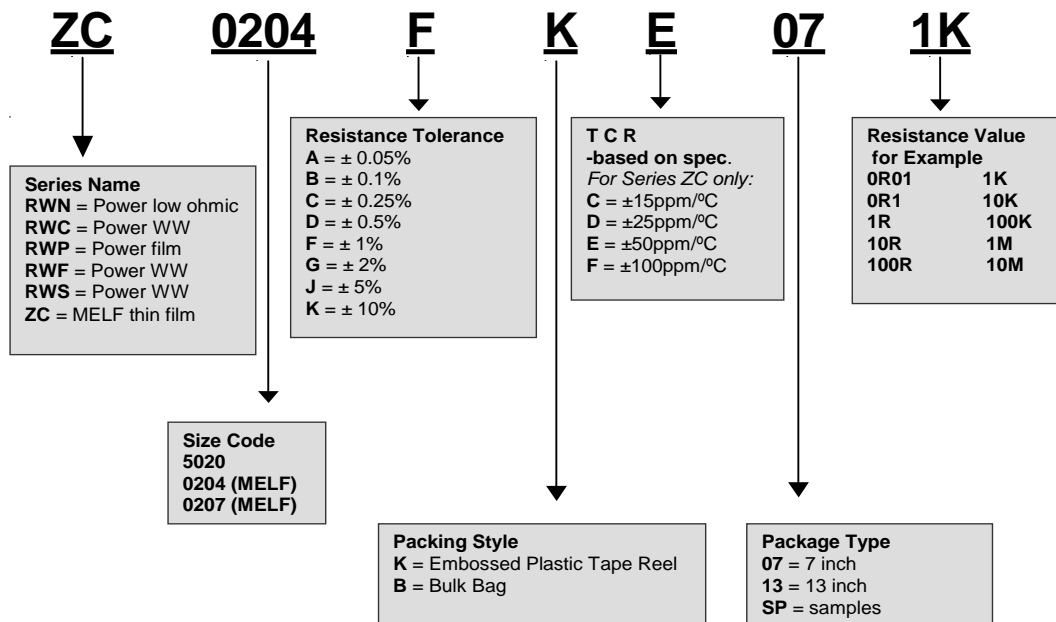 ZC 0204 F K E 07 1K
Series Name
RWN = Power low ohmic
RWC = Power WW
RWP = Power film
RWF = Power WW
RWS = Power WW
ZC = MELF thin film
Size Code
5020
0204 (MELF)
0207 (MELF)
Resistance Tolerance
A = ± 0.05%
B = ± 0.1%
C = ± 0.25%
D = ± 0.5%
F = ± 1%
G = ± 2%
J = ± 5%
K = ± 10%
Packing Style
K = Embossed Plastic Tape Reel
B = Bulk Bag
T C R
-based on spec.
For Series ZC only:
C = ±15ppm/ºC
D = ±25ppm/ºC
E = ±50ppm/ºC
F = ±100ppm/ºC
Package Type
07 = 7 inch
13 = 13 inch
SP = samples
Resistance Value
for Example
0R01 1K
0R1 10K
1R 100K
10R 1M
100R 10M